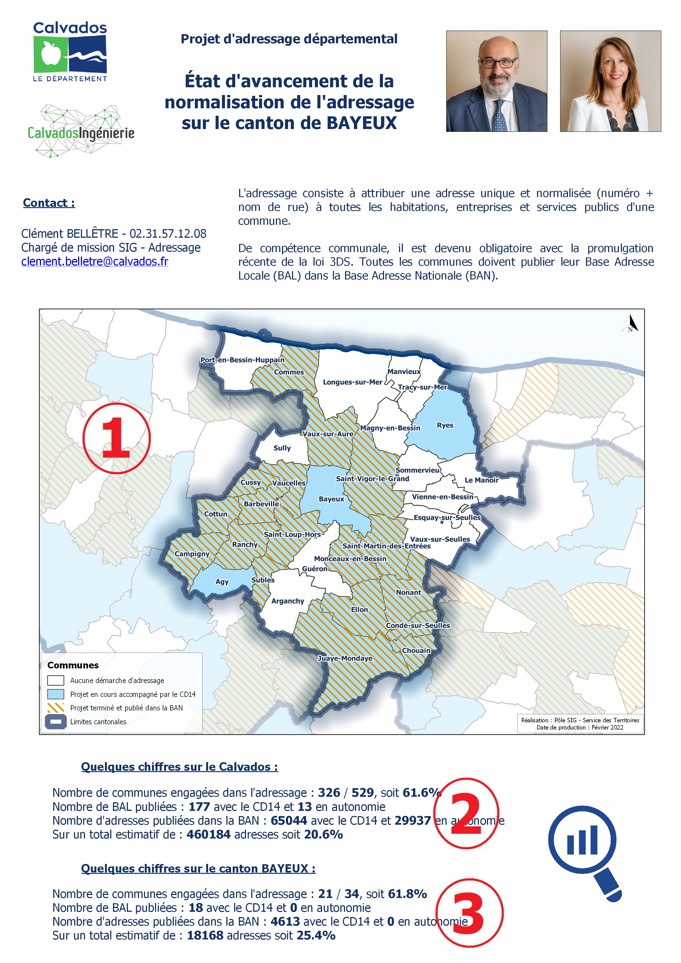 Calvados
LE DÉPARTEMENT
CalvadosIngénierie
Projet d'adressage départemental
État d'avancement de la
normalisation de l'adressage
sur le canton de BAYEUX
Contact :
Clément BELLÊTRE - 02.31.57.12.08
Chargé de mission SIG - Adressage
clement.belletre@calvados.fr
L'adressage consiste à attribuer une adresse unique et normalisée (numéro +
nom de rue) à toutes les habitations, entreprises et services publics d'une
commune.
De compétence communale, il est devenu obligatoire avec la promulgation
récente de la loi 3DS. Toutes les communes doivent publier leur Base Adresse
Locale (BAL) dans la Base Adresse Nationale (BAN).
N
Port-en-Bessin-Huppain
Commes
Manvieux
Longues-sur-Mer
Tracy-sur-Mer
1
Ryes
Magny-en-Bessin
Vaux-sur-Aure
Sully
Sommervieu
Saint-Vigor-le-Grand
Le Manoir
Cussy
Vaucelles
Bayeux
Vienne-en-Bessin
Barbeville
Cottun
Esquay-sur-Seulles
Saint-Loup-Hors
Vaux-sur-Seulles
Ranchy
Saint-Martin-des-Entrées
Campigny
Monceaux-en-Bessin
Guéron
Agy
Subles
Nonant
Arganchy
Ellon
Condé-sur-Seulles
Chouain
Juaye-Mondaye
Communes
Aucune démarche d'adressage
Projet en cours accompagné par le CD14
Projet terminé et publié dans la BAN
Limites cantonales
Réalisation : Pôle SIG - Service des Territoires
Date de production : Février 2022
Quelques chiffres sur le Calvados :
Nombre de communes engagées dans l'adressage : 326 / 529, soit 61.6%
Nombre de BAL publiées : 177 avec le CD14 et 13 en autonomie
Nombre d'adresses publiées dans la BAN : 65044 avec le CD14 et 29937 en autonomie
Sur un total estimatif de : 460184 adresses soit 20.6%
2
Quelques chiffres sur le canton BAYEUX :
Nombre de communes engagées dans l'adressage : 21 / 34, soit 61.8%
Nombre de BAL publiées : 18 avec le CD14 et 0 en autonomie
Nombre d'adresses publiées dans la BAN : 4613 avec le CD14 et 0 en autonomie
Sur un total estimatif de : 18168 adresses soit 25.4%
3